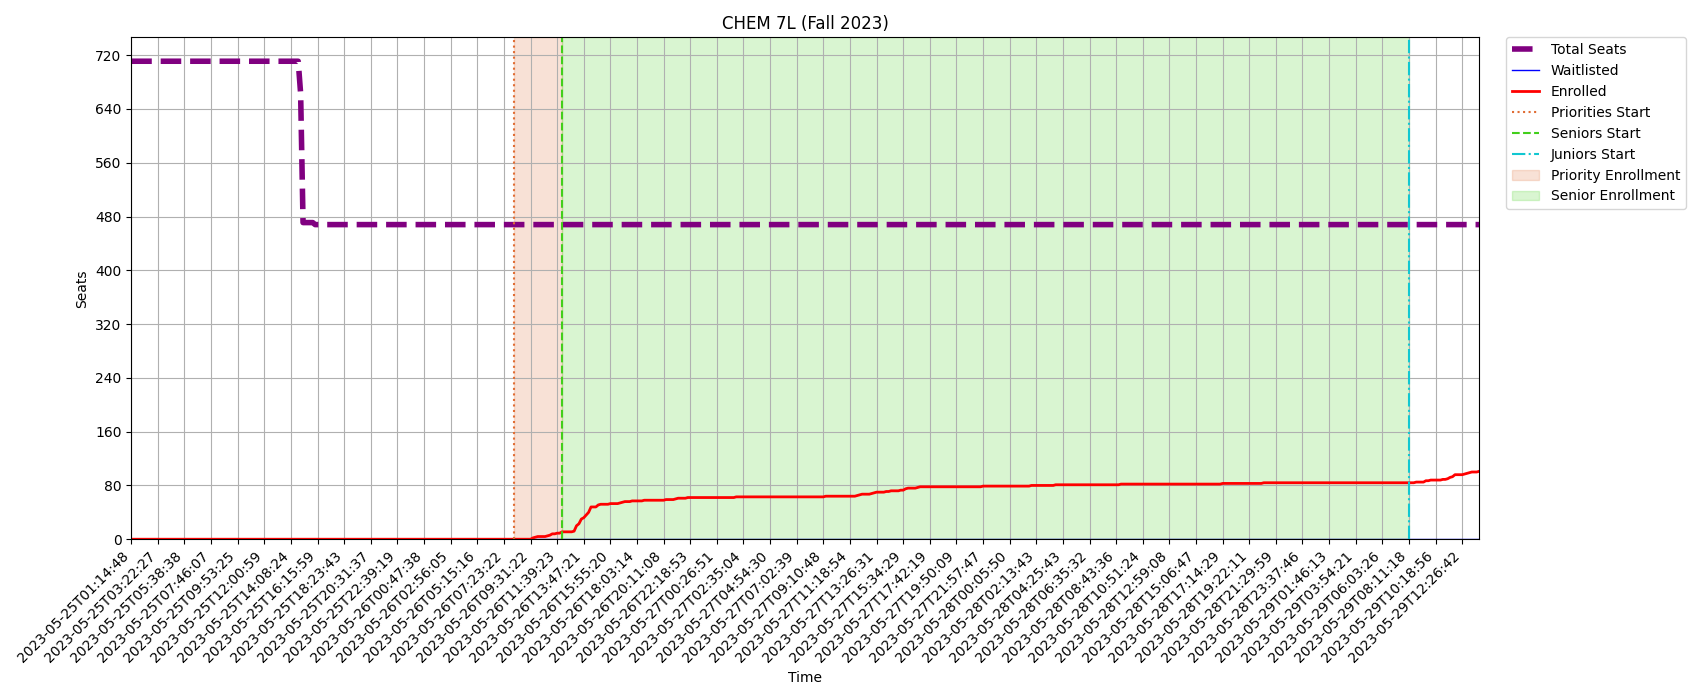 CHEM 7L (Fall 2023)
Total Seats
Waitlisted
Enrolled
Priorities Start
Seniors Start
Juniors Start
Priority Enrollment
Senior Enrollment
Seats
720
640
560
480
400
320
240
160
80
0
2023-05-25T01:14:48
2023-05-25T03:22:27
2023-05-25T05:38:38
2023-05-25T07:46:07
2023-05-25T09:53:25
2023-05-25T12:00:59
2023-05-25T14:08:24
2023-05-25T16:15:59
2023-05-25T18:23:43
2023-05-25T20:31:37
2023-05-25T22:39:19
2023-05-26T00:47:38
2023-05-26T02:56:05
2023-05-26T05:15:16
2023-05-26T07:23:22
2023-05-26T09:31:22
2023-05-26T11:39:23
2023-05-26T13:47:21
2023-05-26T15:55:20
2023-05-26T18:03:14
2023-05-26T20:11:08
2023-05-26T22:18:53
2023-05-27T00:26:51
2023-05-27T02:35:04
2023-05-27T04:54:30
2023-05-27T07:02:39
2023-05-27T09:10:48
2023-05-27T11:18:54
2023-05-27T13:26:31
2023-05-27T15:34:29
2023-05-27T17:42:19
2023-05-27T19:50:09
2023-05-27T21:57:47
2023-05-28T00:05:50
2023-05-28T02:13:43
2023-05-28T04:25:43
2023-05-28T06:35:32
2023-05-28T08:43:36
2023-05-28T10:51:24
2023-05-28T12:59:08
2023-05-28T15:06:47
2023-05-28T17:14:29
2023-05-28T19:22:11
2023-05-28T21:29:59
2023-05-28T23:37:46
2023-05-29T01:46:13
2023-05-29T03:54:21
2023-05-29T06:03:26
2023-05-29T08:11:18
2023-05-29T10:18:56
2023-05-29T12:26:42
Time